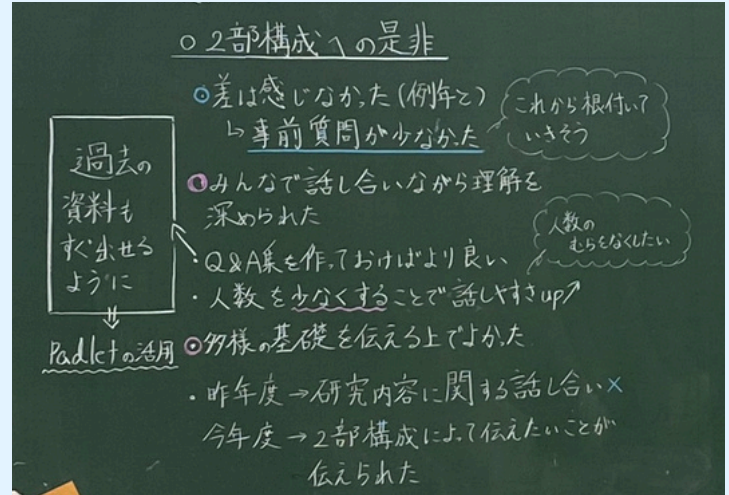 ○ 2部構成への是非
⊙差は感じなかった(例年と)
↳事前質問が少なかった
これから根付いて
いきそう
◎みんなで話し合いながら理解を
深められた
・Q&A集を作っておけばより良い
・人数を少なくすることで話しやすさup↗
人数の
むらをなくしたい
過去の
資料も
すぐ出せる
ように
⇓
Padletの活用
⊙多様の基礎を伝える上でよかった
・昨年度→研究内容に関する話し合い×
今年度→2部構成によって伝えたいことが
伝えられた